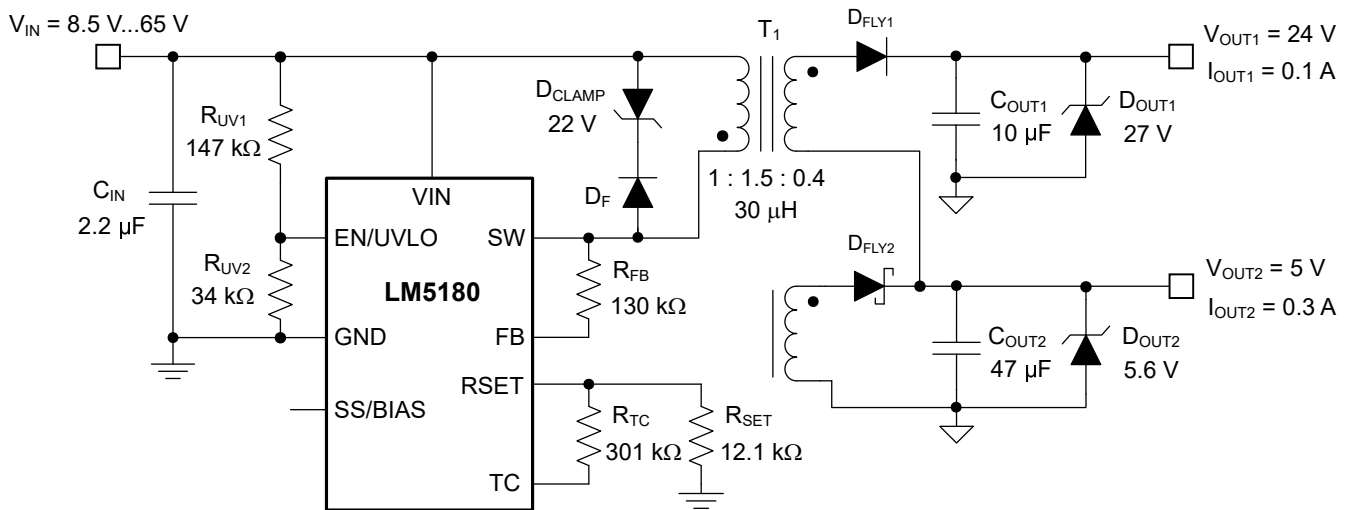 V_IN = 8.5 V...65 V
D_FLY1
T_1
V_OUT1 = 24 V
I_OUT1 = 0.1 A
R_UV1
147 kΩ
D_CLAMP
22 V
C_OUT1
10 µF
D_OUT1
27 V
C_IN
2.2 µF
VIN
D_F
1 : 1.5 : 0.4
30 µH
EN/UVLO
SW
R_UV2
34 kΩ
LM5180
R_FB
130 kΩ
D_FLY2
V_OUT2 = 5 V
I_OUT2 = 0.3 A
GND
FB
C_OUT2
47 µF
D_OUT2
5.6 V
RSET
SS/BIAS
R_TC
301 kΩ
R_SET
12.1 kΩ
TC